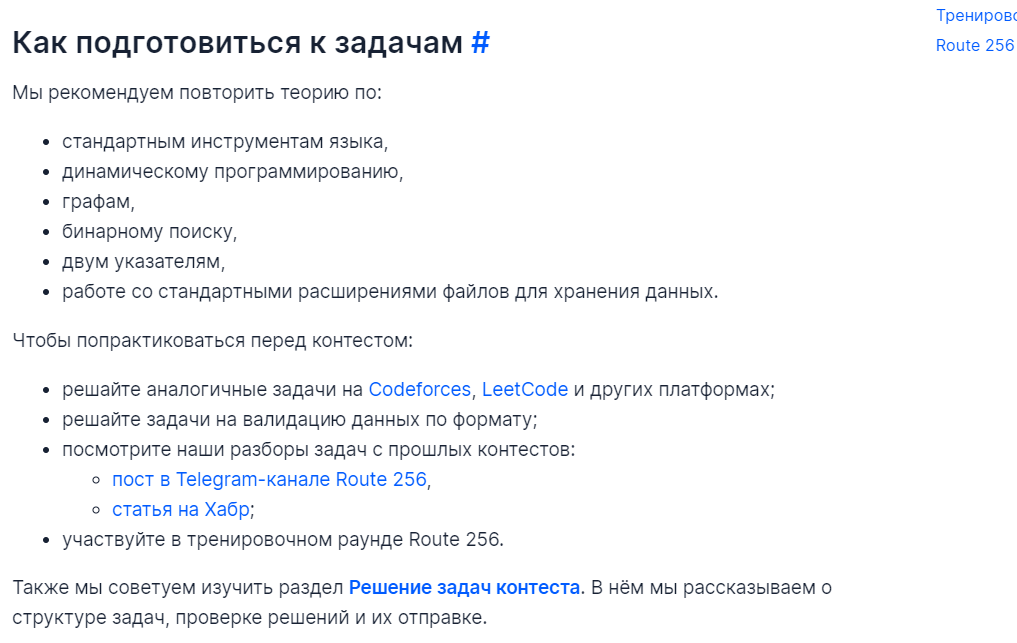 Как подготовиться к задачам #
Мы рекомендуем повторить теорию по:
стандартным инструментам языка,
динамическому программированию,
графам,
бинарному поиску,
двум указателям,
работе со стандартными расширениями файлов для хранения данных.
Чтобы попрактиковаться перед контестом:
решайте аналогичные задачи на Codeforces, LeetCode и других платформах;
решайте задачи на валидацию данных по формату;
посмотрите наши разборы задач с прошлых контестов:
пост в Telegram-канале Route 256,
статья на Хабр;
участвуйте в тренировочном раунде Route 256.
Также мы советуем изучить раздел Решение задач контеста. В нём мы рассказываем о
структуре задач, проверке решений и их отправке.
Route 256